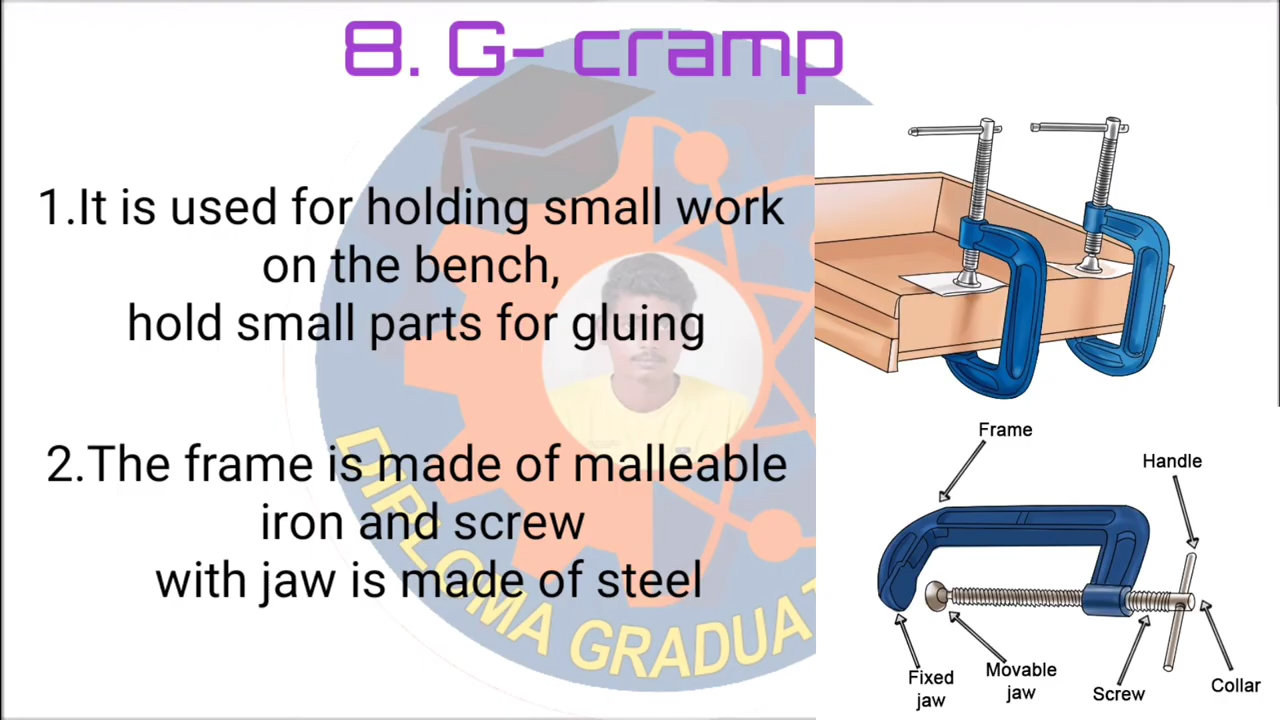 8. G- cramp
1.It is used for holding small work
on the bench,
hold small parts for gluing
2.The frame is made of malleable
iron and screw
with jaw is made of steel
Frame
Handle
Fixed
jaw
Movable
jaw
Screw
Collar
DIPLOMA GRADUAT